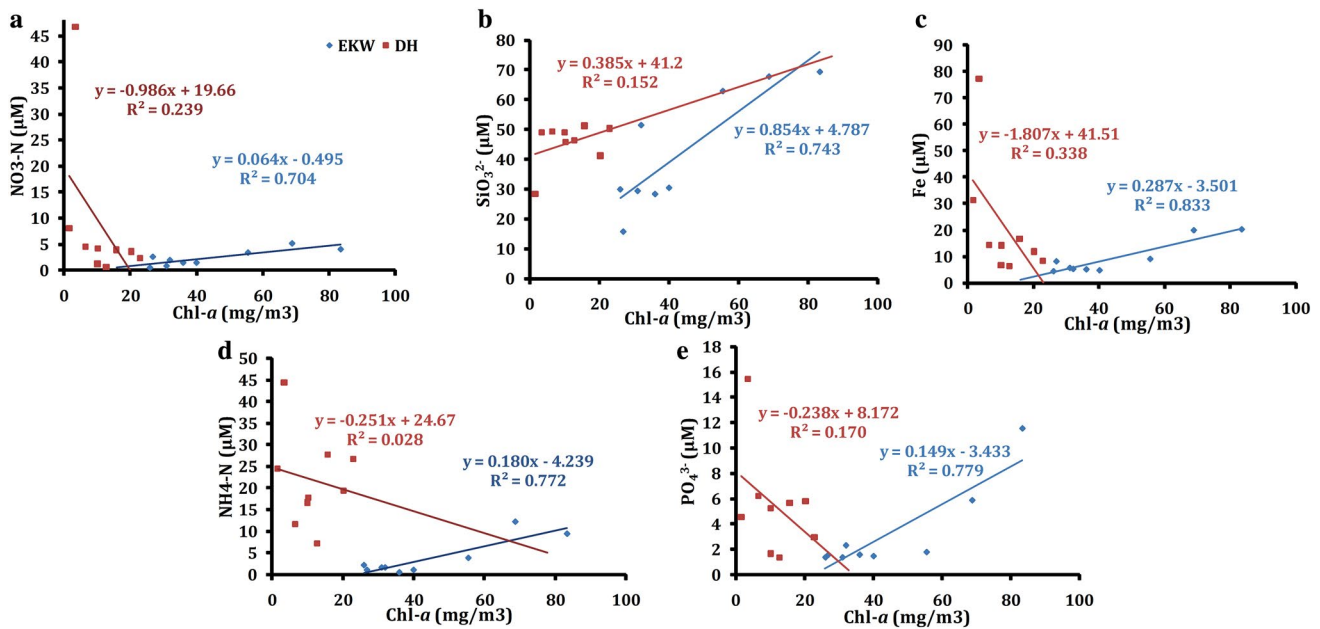 a
NO3-N (µM)
45
40
35
30
25
20
15
10
5
0
EKW DH
y = -0.986x + 19.66
R² = 0.239
y = 0.064x - 0.495
R² = 0.704
0 20 40 60 80 100
Chl-a (mg/m3)
b
SiO₃²⁻ (µM)
80
70
60
50
40
30
20
10
0
y = 0.385x + 41.2
R² = 0.152
y = 0.854x + 4.787
R² = 0.743
0 20 40 60 80 100
Chl-a (mg/m3)
c
Fe (µM)
90
80
70
60
50
40
30
20
10
0
y = -1.807x + 41.51
R² = 0.338
y = 0.287x - 3.501
R² = 0.833
0 20 40 60 80 100
Chl-a (mg/m3)
d
NH4-N (µM)
50
45
40
35
30
25
20
15
10
5
0
y = -0.251x + 24.67
R² = 0.028
y = 0.180x - 4.239
R² = 0.772
0 20 40 60 80 100
Chl-a (mg/m3)
e
PO₄³⁻ (µM)
18
16
14
12
10
8
6
4
2
0
y = -0.238x + 8.172
R² = 0.170
y = 0.149x - 3.433
R² = 0.779
0 20 40 60 80 100
Chl-a (mg/m3)